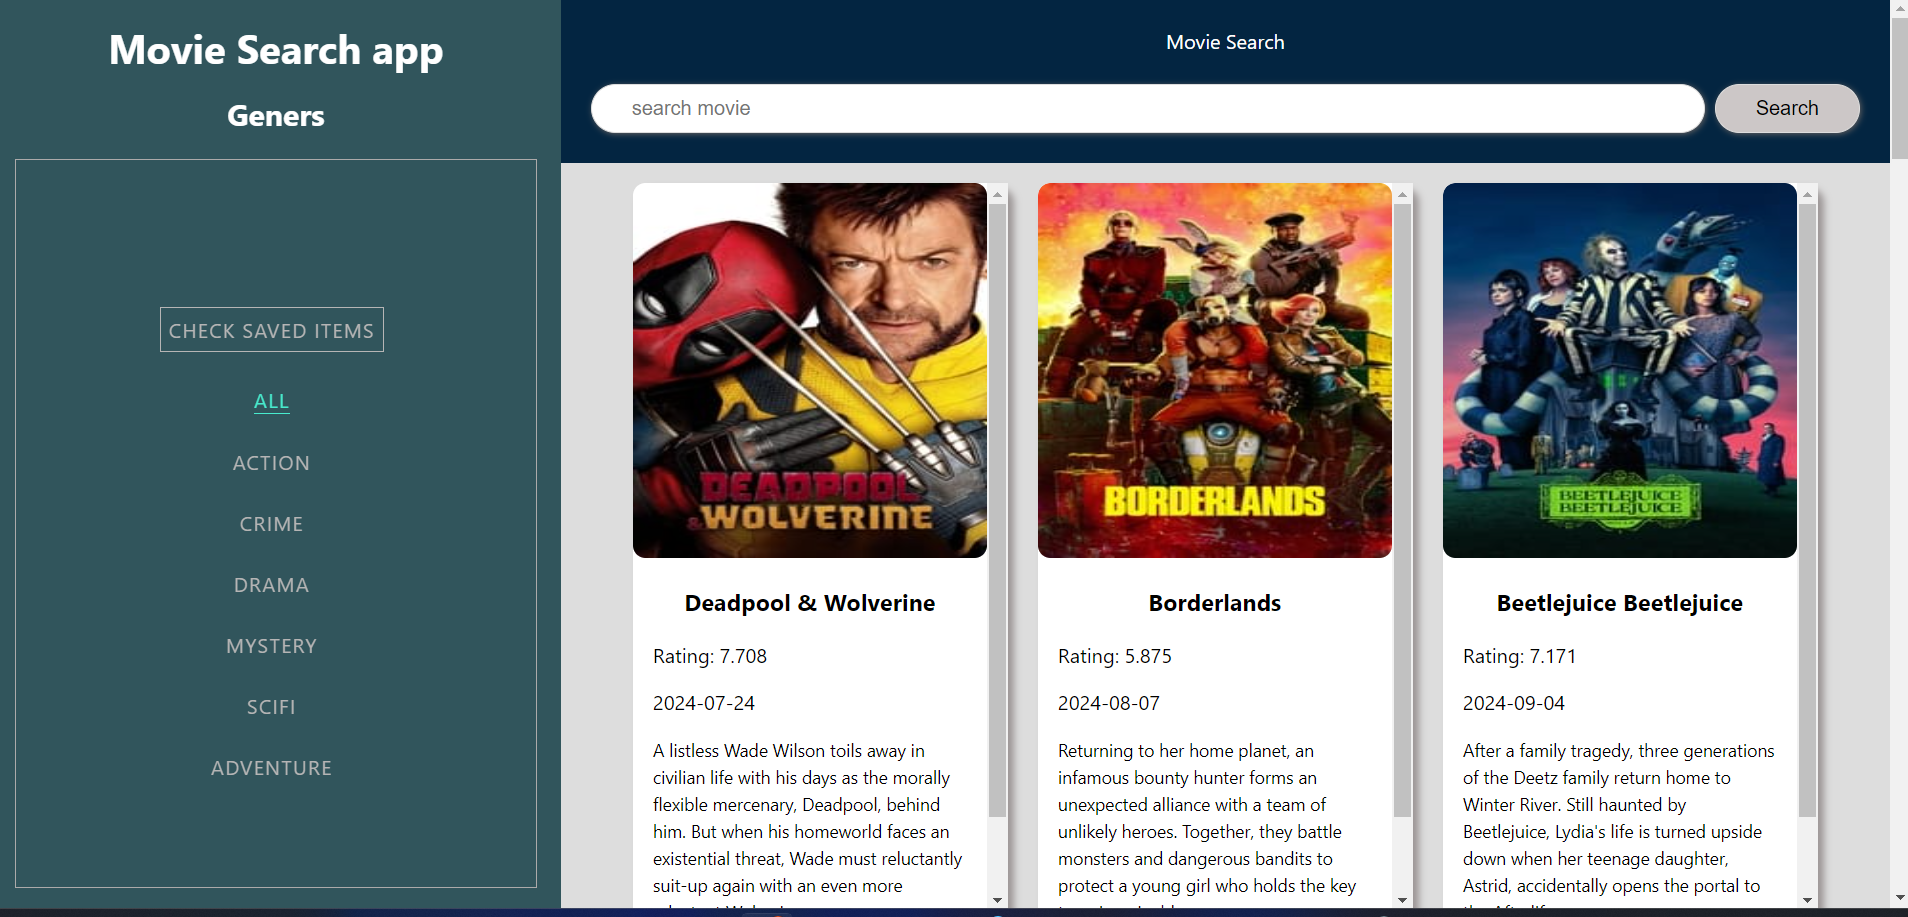 Movie Search app
Geners
CHECK SAVED ITEMS
ALL
ACTION
CRIME
DRAMA
MYSTERY
SCIFI
ADVENTURE
Movie Search
search movie
Search
DEADPOOL
& WOLVERINE
Deadpool & Wolverine
Rating: 7.708
2024-07-24
A listless Wade Wilson toils away in
civilian life with his days as the morally
flexible mercenary, Deadpool, behind
him. But when his homeworld faces an
existential threat, Wade must reluctantly
suit-up again with an even more
BORDERLANDS
Borderlands
Rating: 5.875
2024-08-07
Returning to her home planet, an
infamous bounty hunter forms an
unexpected alliance with a team of
unlikely heroes. Together, they battle
monsters and dangerous bandits to
protect a young girl who holds the key
BEETLEJUICE
BEETLEJUICE
Beetlejuice Beetlejuice
Rating: 7.171
2024-09-04
After a family tragedy, three generations
of the Deetz family return home to
Winter River. Still haunted by
Beetlejuice, Lydia's life is turned upside
down when her teenage daughter,
Astrid, accidentally opens the portal to